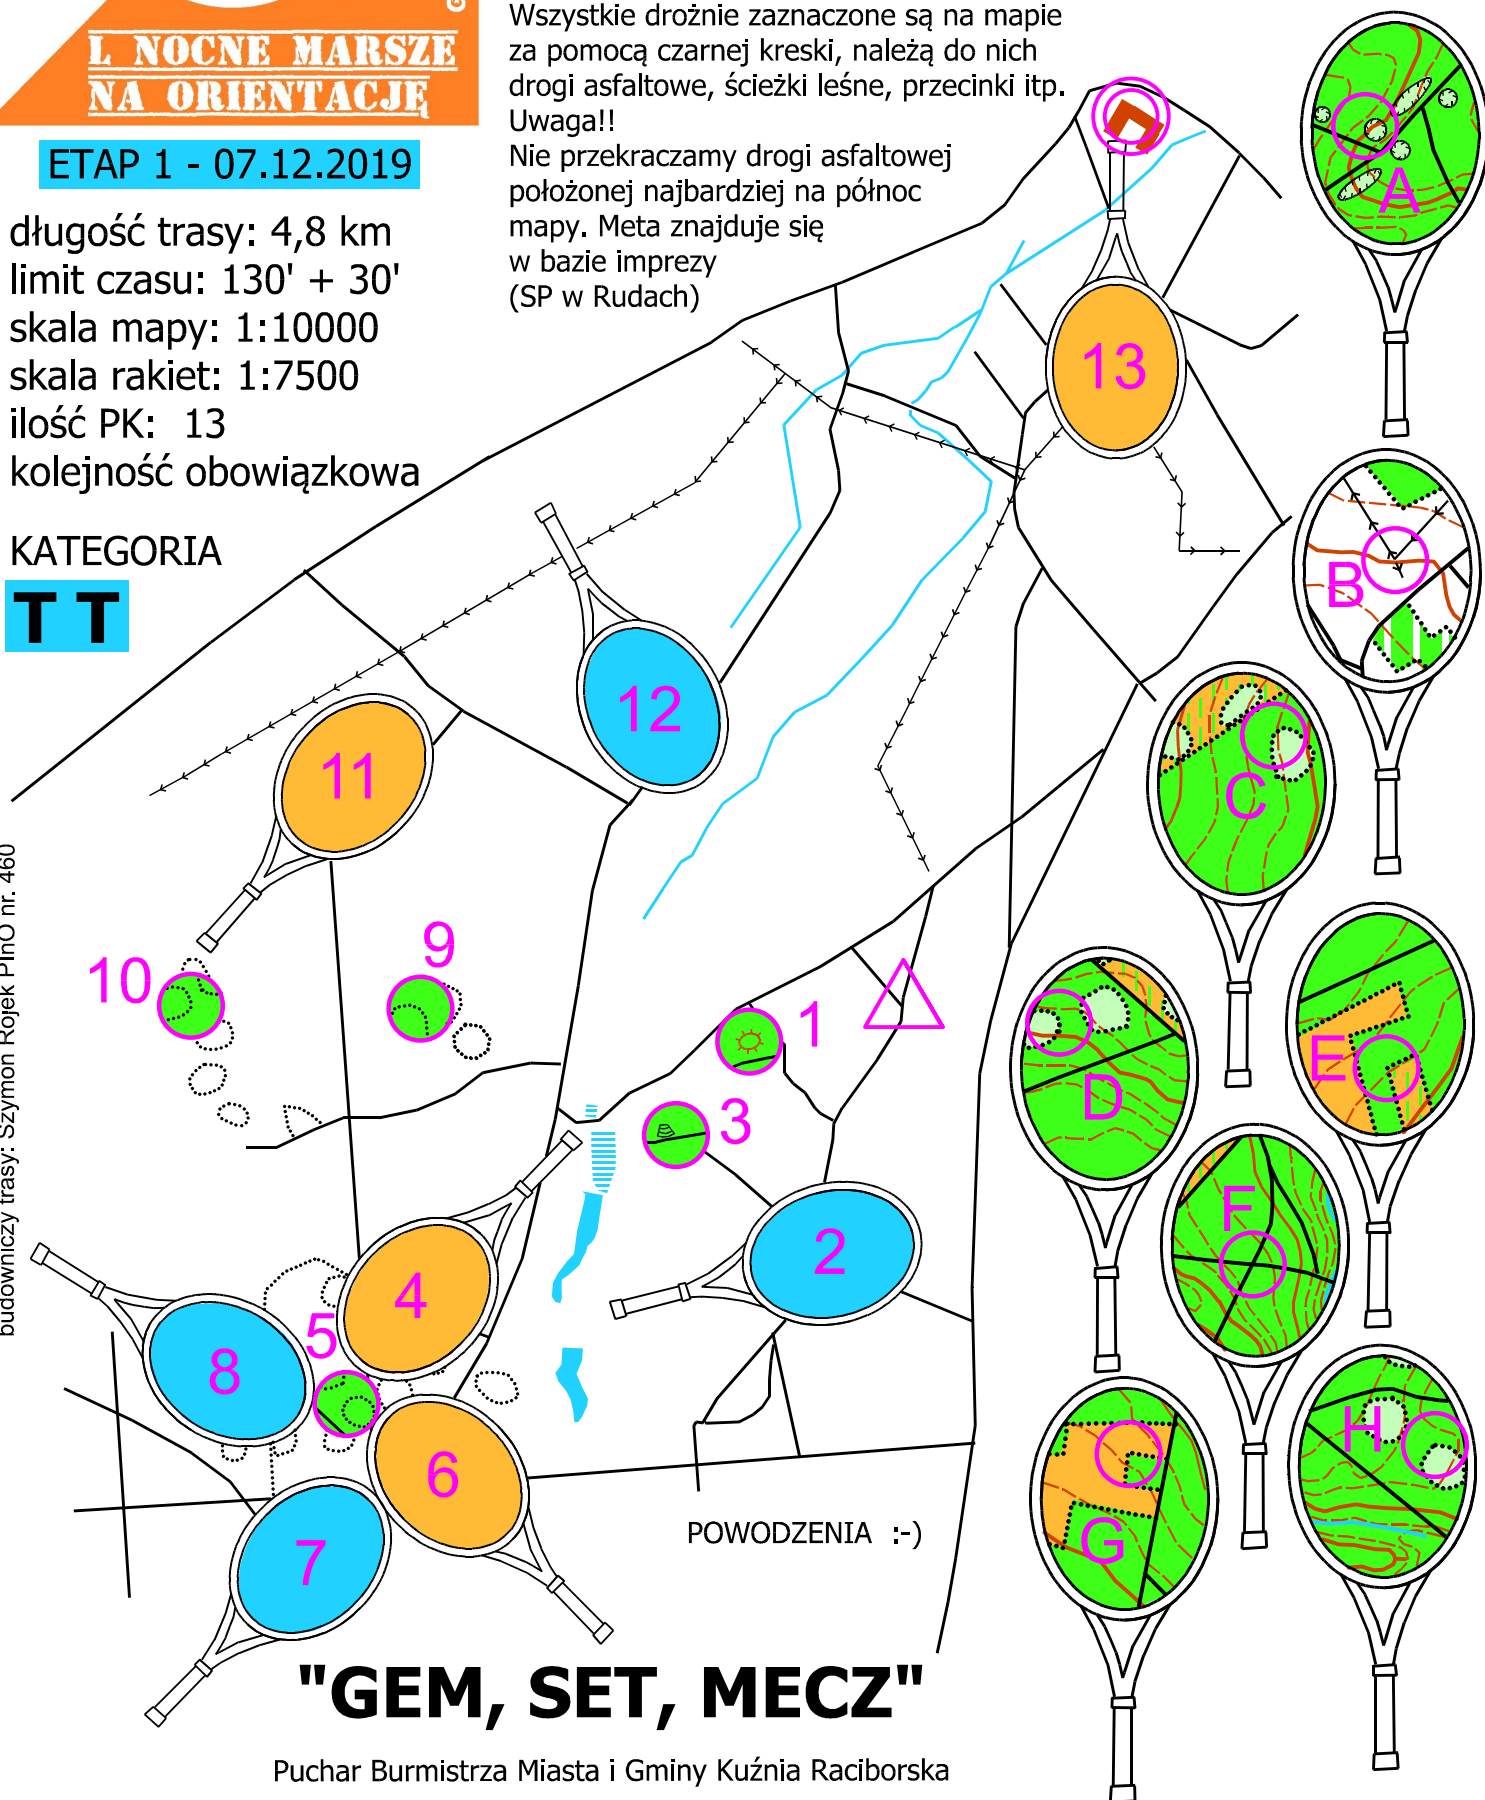 L NOCNE MARSZE
NA ORIENTACJĘ
ETAP 1 - 07.12.2019
długość trasy: 4,8 km
limit czasu: 130' + 30'
skala mapy: 1:10000
skala rakiet: 1:7500
ilość PK: 13
kolejność obowiązkowa
KATEGORIA
T T
Wszystkie drożnie zaznaczone są na mapie
za pomocą czarnej kreski, należą do nich
drogi asfaltowe, ścieżki leśne, przecinki itp.
Uwaga!!
Nie przekraczamy drogi asfaltowej
położonej najbardziej na północ
mapy. Meta znajduje się
w bazie imprezy
(SP w Rudach)
A
13
B
12
11
C
budowniczy trasy: Szymon Rojek PInO nr. 460
9
10
1
3
D
E
2
4
5
8
F
6
7
H
G
POWODZENIA :-)
"GEM, SET, MECZ"
Puchar Burmistrza Miasta i Gminy Kuźnia Raciborska